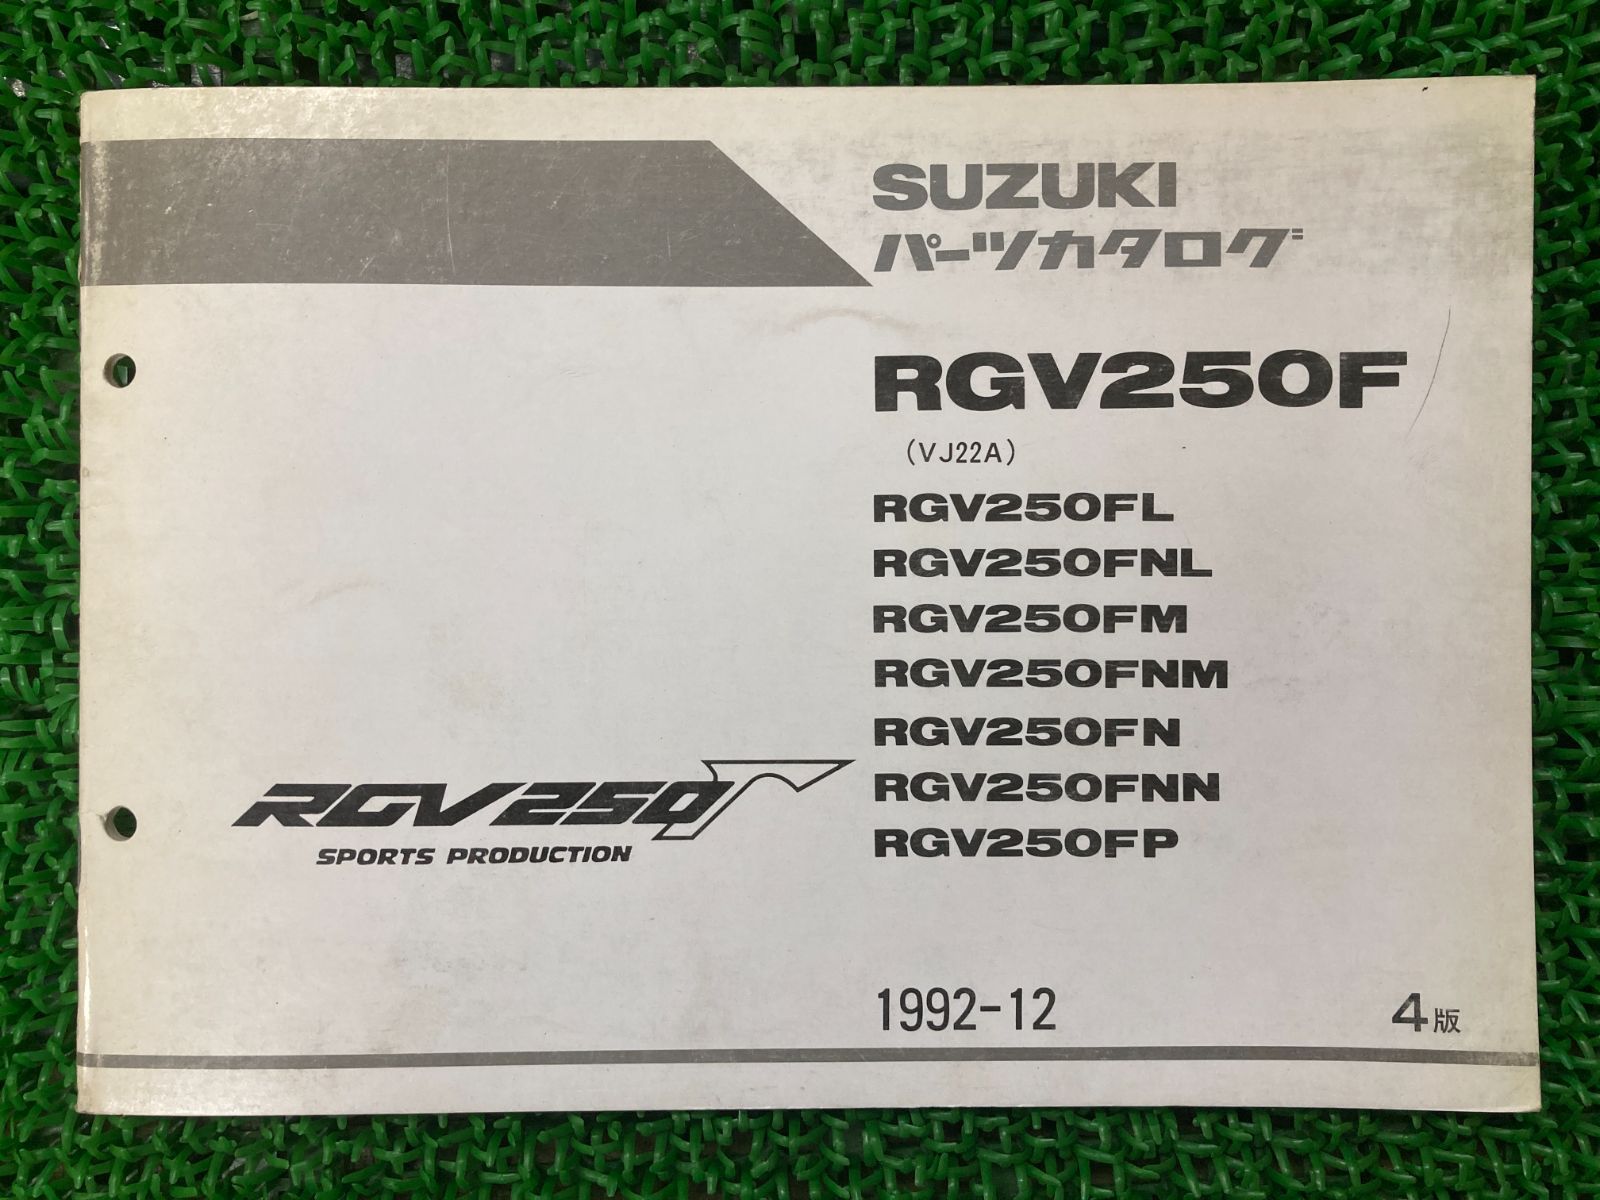 SUZUKI
パーツカタログ
RGV250F
(VJ22A)
RGV250FL
RGV250FNL
RGV250FM
RGV250FNM
RGV250FN
RGV250FNN
RGV250FP
RGV250Γ
SPORTS PRODUCTION
1992-12
4版